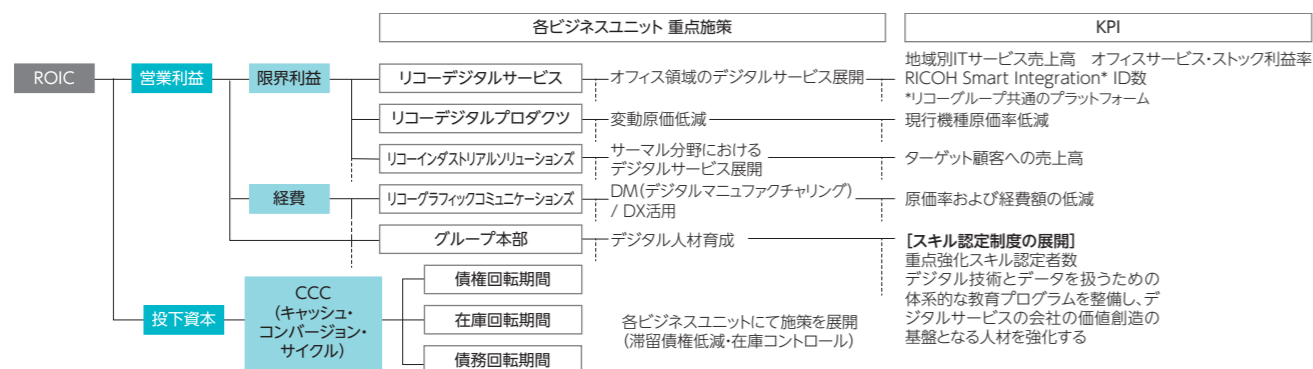 各ビジネスユニット 重点施策
KPI
ROIC
営業利益
限界利益
リコーデジタルサービス
オフィス領域のデジタルサービス展開
地域別ITサービス売上高 オフィスサービス・ストック利益率
RICOH Smart Integration* ID数
*リコーグループ共通のプラットフォーム
リコーデジタルプロダクツ
変動原価低減
現行機種原価率低減
リコーインダストリアルソリューションズ
サーマル分野における
デジタルサービス展開
ターゲット顧客への売上高
経費
リコーグラフィックコミュニケーションズ
DM(デジタルマニュファクチャリング)
/ DX活用
原価率および経費額の低減
グループ本部
デジタル人材育成
[スキル認定制度の展開]
重点強化スキル認定者数
デジタル技術とデータを扱うための
体系的な教育プログラムを整備し、デ
ジタルサービスの会社の価値創造の
基盤となる人材を強化する
投下資本
CCC
(キャッシュ・
コンバージョン・
サイクル)
債権回転期間
在庫回転期間
債務回転期間
各ビジネスユニットにて施策を展開
(滞留債権低減・在庫コントロール)